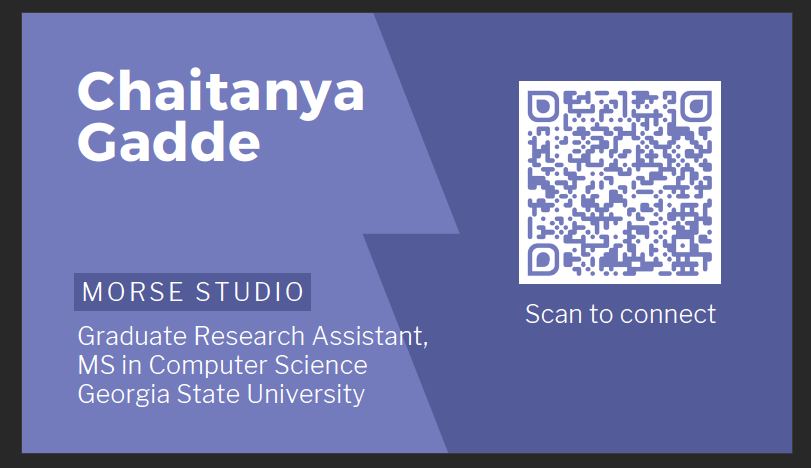 Chaitanya
Gadde
MORSE STUDIO
Graduate Research Assistant,
MS in Computer Science
Georgia State University
Scan to connect